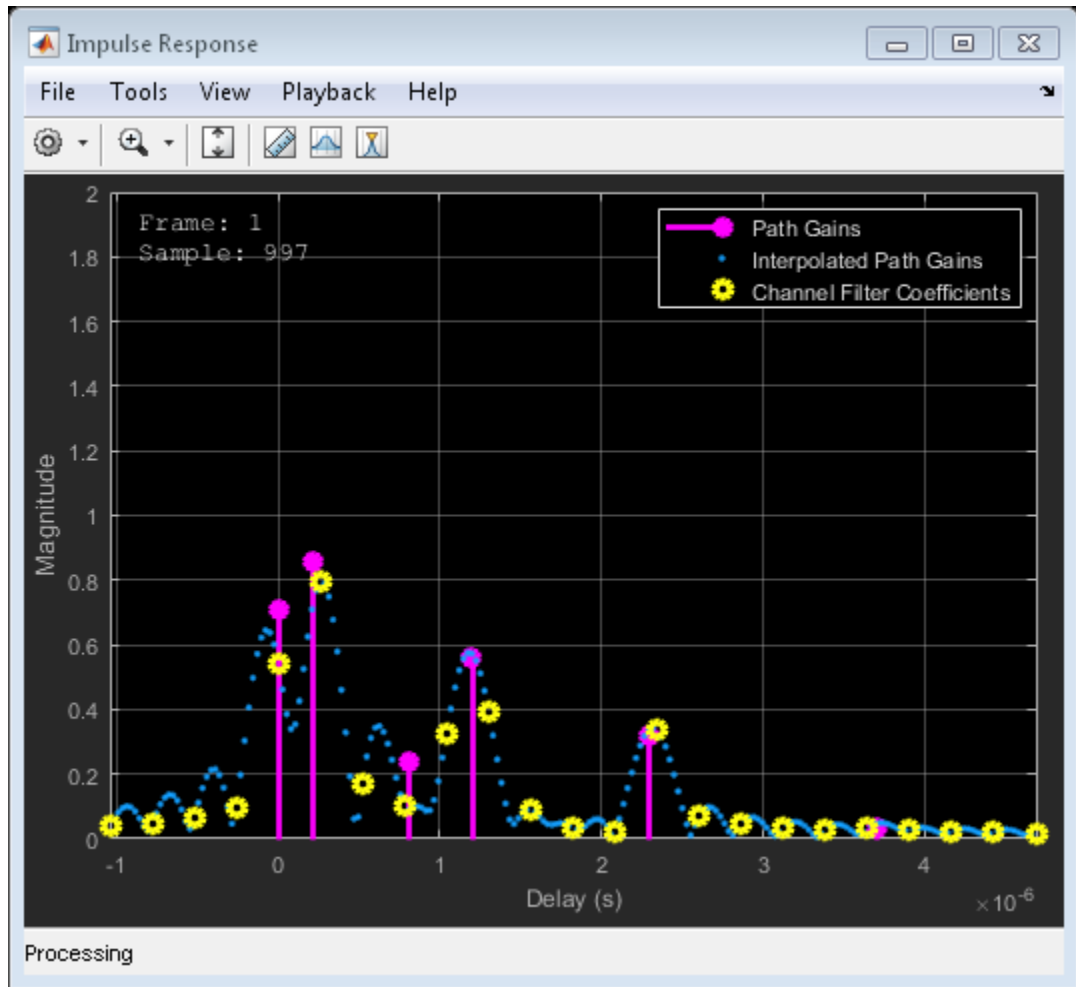 Impulse Response
File Tools View Playback Help
Frame: 1
Sample: 997
Path Gains
Interpolated Path Gains
Channel Filter Coefficients
2
1.8
1.6
1.4
1.2
1
0.8
0.6
0.4
0.2
0
Magnitude
-1 0 1 2 3 4
Delay (s)
×10-6
Processing